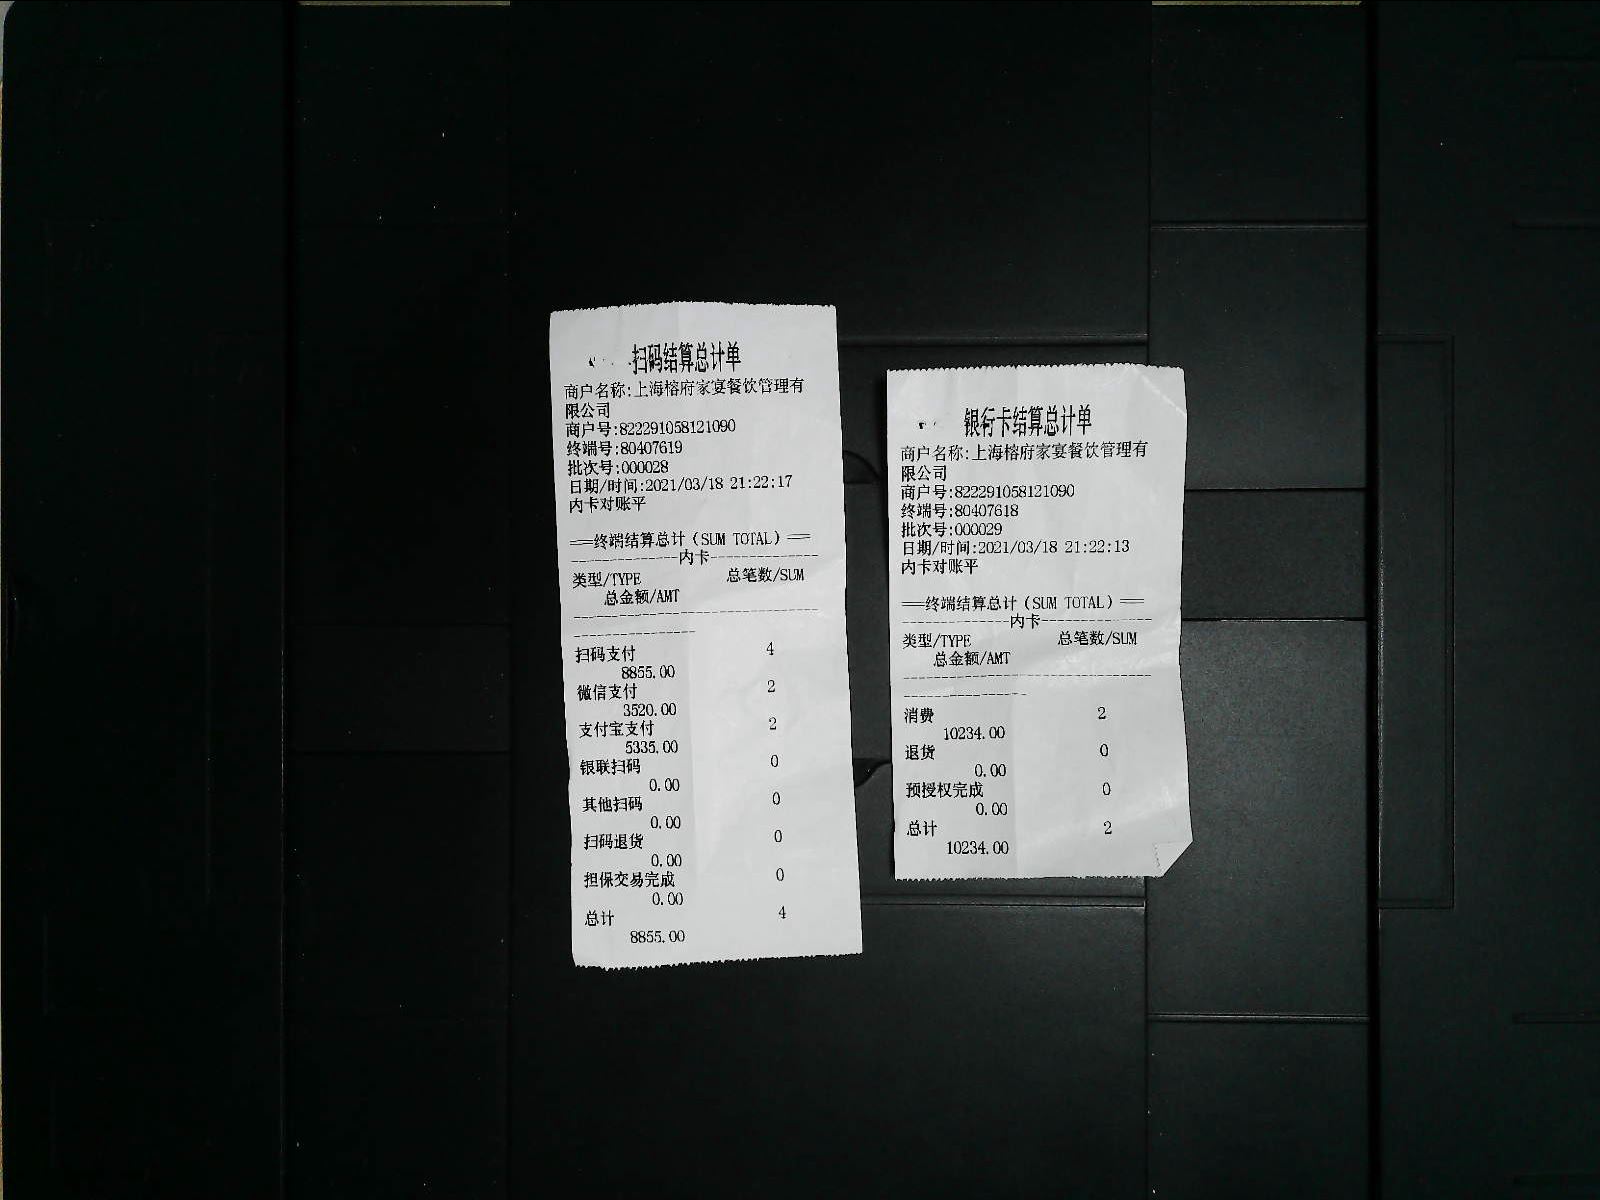 扫码结算总计单
商户名称:上海榕府家宴餐饮管理有
限公司
商户号:822291058121090
终端号:80407619
批次号:000028
日期/时间:2021/03/18 21:22:17
内卡对账平
===终端结算总计(SUM TOTAL)===
-----------------内卡-----------------
类型/TYPE 总笔数/SUM
总金额/AMT
扫码支付 4
8855.00
微信支付 2
3520.00
支付宝支付 2
5335.00
银联扫码 0
0.00
其他扫码 0
0.00
扫码退货 0
0.00
担保交易完成 0
0.00
总计 4
8855.00
银行卡结算总计单
商户名称:上海榕府家宴餐饮管理有
限公司
商户号:822291058121090
终端号:80407618
批次号:000029
日期/时间:2021/03/18 21:22:13
内卡对账平
===终端结算总计(SUM TOTAL)===
-----------------内卡-----------------
类型/TYPE 总笔数/SUM
总金额/AMT
消费 2
10234.00
退货 0
0.00
预授权完成 0
0.00
总计 2
10234.00